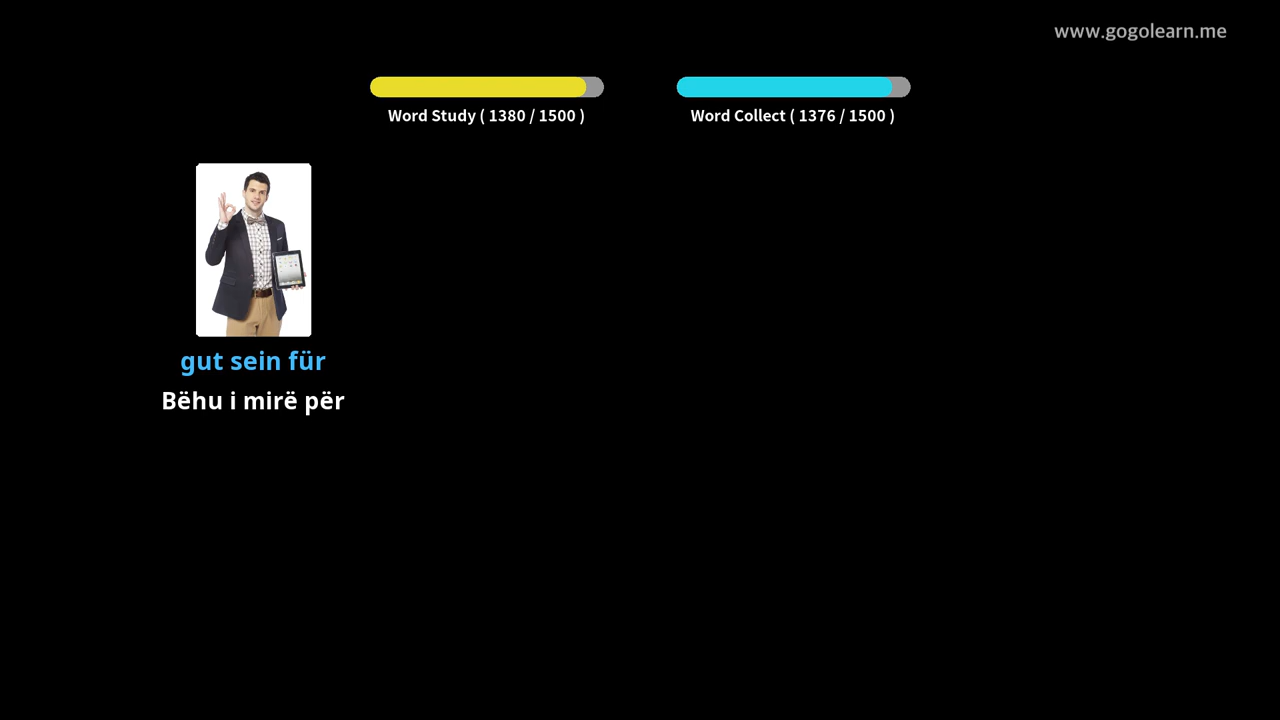 www.gogolearn.me
Word Study ( 1380 / 1500 )
Word Collect ( 1376 / 1500 )
gut sein für
Bëhu i mirë për